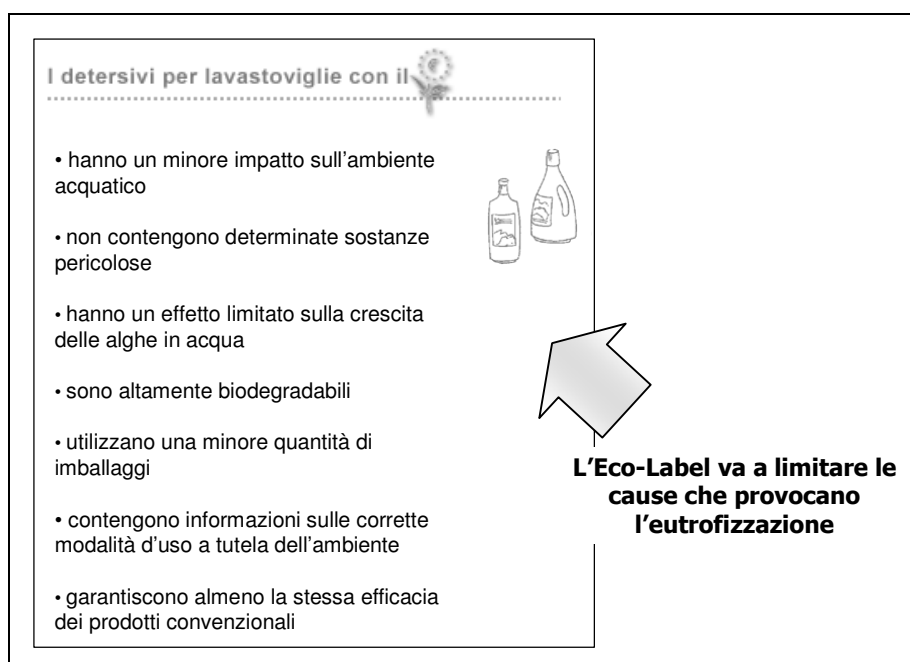 I detersivi per lavastoviglie con il
• hanno un minore impatto sull'ambiente
acquatico
• non contengono determinate sostanze
pericolose
• hanno un effetto limitato sulla crescita
delle alghe in acqua
• sono altamente biodegradabili
• utilizzano una minore quantità di
imballaggi
• contengono informazioni sulle corrette
modalità d'uso a tutela dell'ambiente
• garantiscono almeno la stessa efficacia
dei prodotti convenzionali
L'Eco-Label va a limitare le
cause che provocano
l'eutrofizzazione